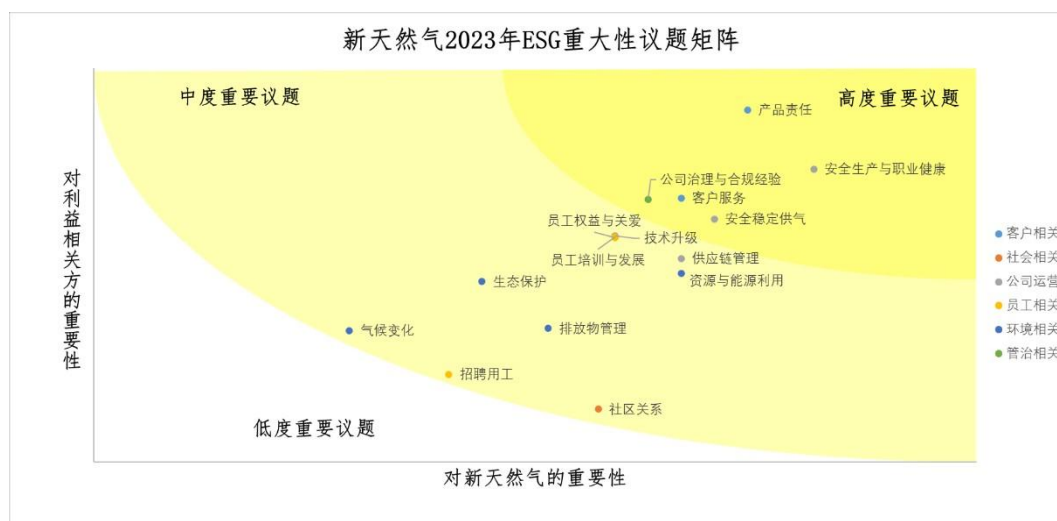 新天然气2023年ESG重大性议题矩阵
中度重要议题
高度重要议题
产品责任
安全生产与职业健康
公司治理与合规经验
客户服务
安全稳定供气
员工权益与关爱
技术升级
员工培训与发展
供应链管理
资源与能源利用
生态保护
气候变化
排放物管理
招聘用工
社区关系
低度重要议题
对利益相关方的重要性
对新天然气的重要性
客户相关
社会相关
公司运营
员工相关
环境相关
管治相关